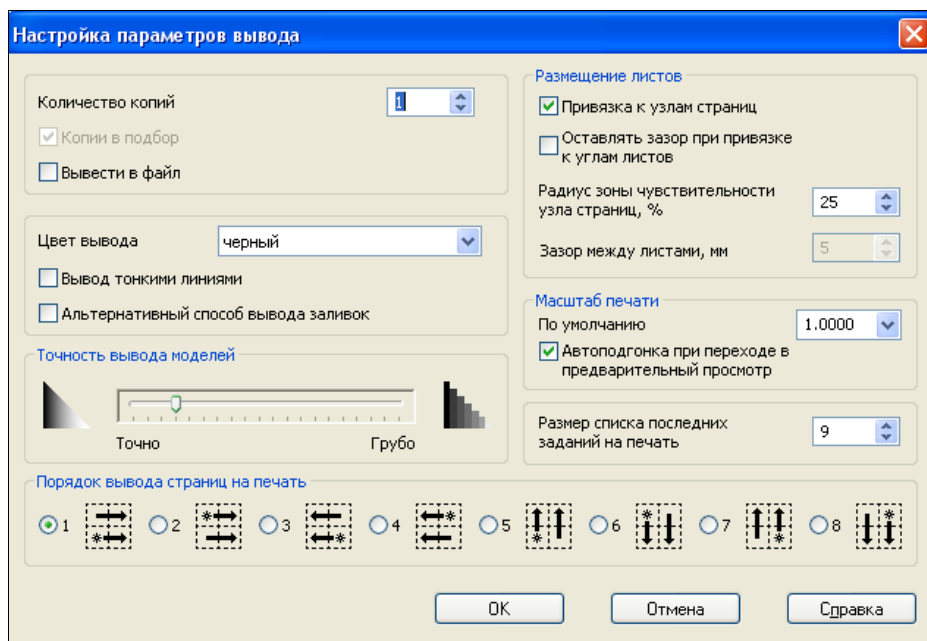 Настройка параметров вывода
Количество копий 1
Копии в подбор
Вывести в файл
Цвет вывода черный
Вывод тонкими линиями
Альтернативный способ вывода заливок
Точность вывода моделей
Точно Грубо
Размещение листов
Привязка к узлам страниц
Оставлять зазор при привязке
к углам листов
Радиус зоны чувствительности
узла страниц, % 25
Зазор между листами, мм 5
Масштаб печати
По умолчанию 1.0000
Автоподгонка при переходе в
предварительный просмотр
Размер списка последних
заданий на печать 9
Порядок вывода страниц на печать
1 2 3 4 5 6 7 8
OK Отмена Справка